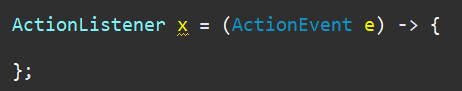 ActionListener x = (ActionEvent e) -> {
};